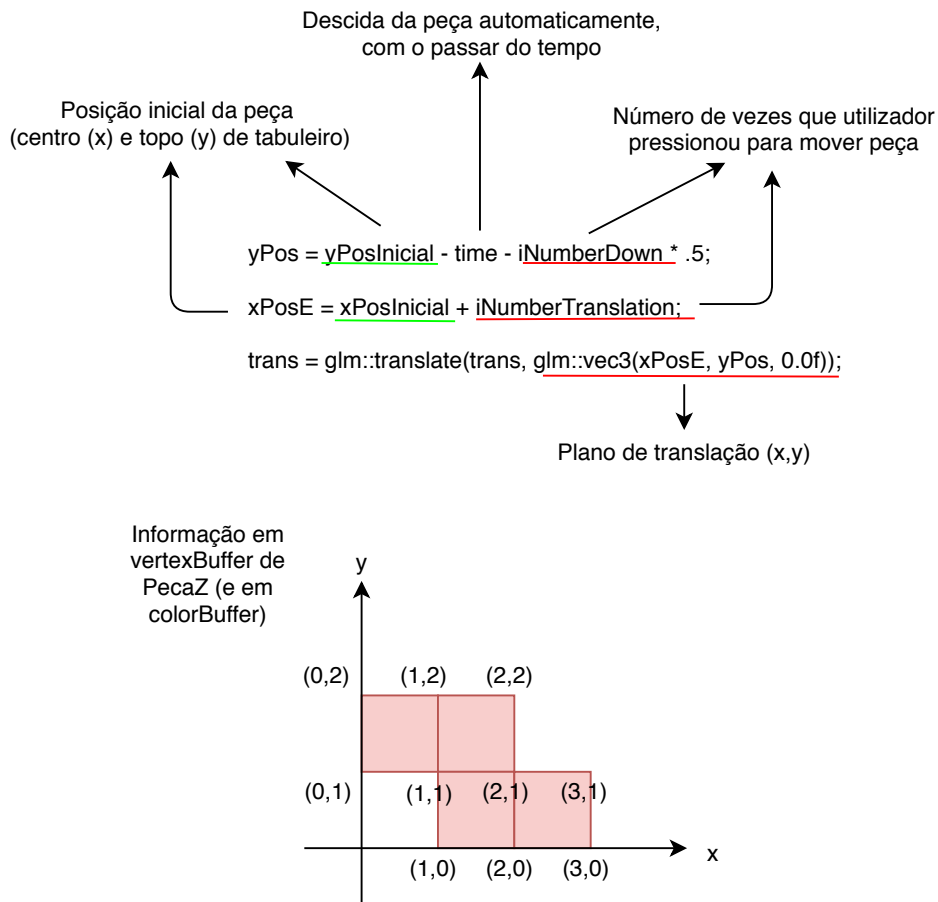 Descida da peça automaticamente,
com o passar do tempo
Posição inicial da peça
(centro (x) e topo (y) de tabuleiro)
Número de vezes que utilizador
pressionou para mover peça
yPos = yPosInicial - time - iNumberDown * .5;
xPosE = xPosInicial + iNumberTranslation;
trans = glm::translate(trans, glm::vec3(xPosE, yPos, 0.0f));
Plano de translação (x,y)
Informação em
vertexBuffer de
PecaZ (e em
colorBuffer)
y
(0,2) (1,2) (2,2)
(0,1) (1,1) (2,1) (3,1)
x
(1,0) (2,0) (3,0)